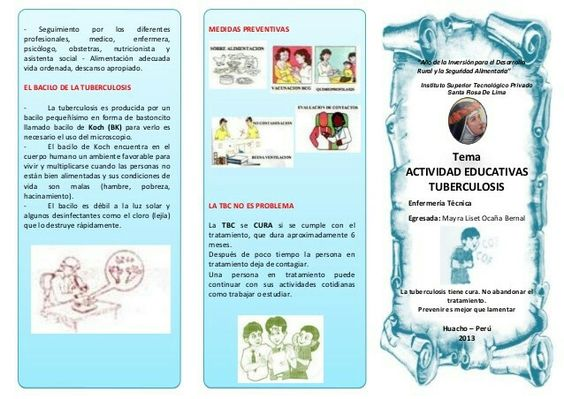 - Seguimiento por los diferentes
profesionales, medico, enfermera,
psicólogo, obstetras, nutricionista y
asistenta social - Alimentación adecuada
vida ordenada, descanso apropiado.
EL BACILO DE LA TUBERCULOSIS
- La tuberculosis es producida por un
bacilo pequeñísimo en forma de bastoncito
llamado bacilo de Koch (BK) para verlo es
necesario el uso del microscopio.
- El bacilo de Koch encuentra en el
cuerpo humano un ambiente favorable para
vivir y multiplicarse cuando las personas no
están bien alimentadas y sus condiciones de
vida son malas (hambre, pobreza,
hacinamiento).
- El bacilo es débil a la luz solar y
algunos desinfectantes como el cloro (lejía)
que lo destruye rápidamente.
MEDIDAS PREVENTIVAS
SOBRE ALIMENTACION
VACUNACION BCG
QUIMIOPROFILAXIS
EVALUACION DE CONTACTOS
NO CONTAMINACION
BUENA VENTILACION
LA TBC NO ES PROBLEMA
La TBC se CURA si se cumple con el
tratamiento, que dura aproximadamente 6
meses.
Después de poco tiempo la persona en
tratamiento deja de contagiar.
Una persona en tratamiento puede
continuar con sus actividades cotidianas
como trabajar o estudiar.
"Año de la Inversión para el Desarrollo
Rural y la Seguridad Alimentaria"
Instituto Superior Tecnológico Privado
Santa Rosa De Lima
Tema
ACTIVIDAD EDUCATIVAS
TUBERCULOSIS
Enfermería Técnica
Egresada: Mayra Liset Ocaña Bernal
COF
COF
La tuberculosis tiene cura. No abandonar el
tratamiento.
Prevenir es mejor que lamentar
Huacho – Perú
2013